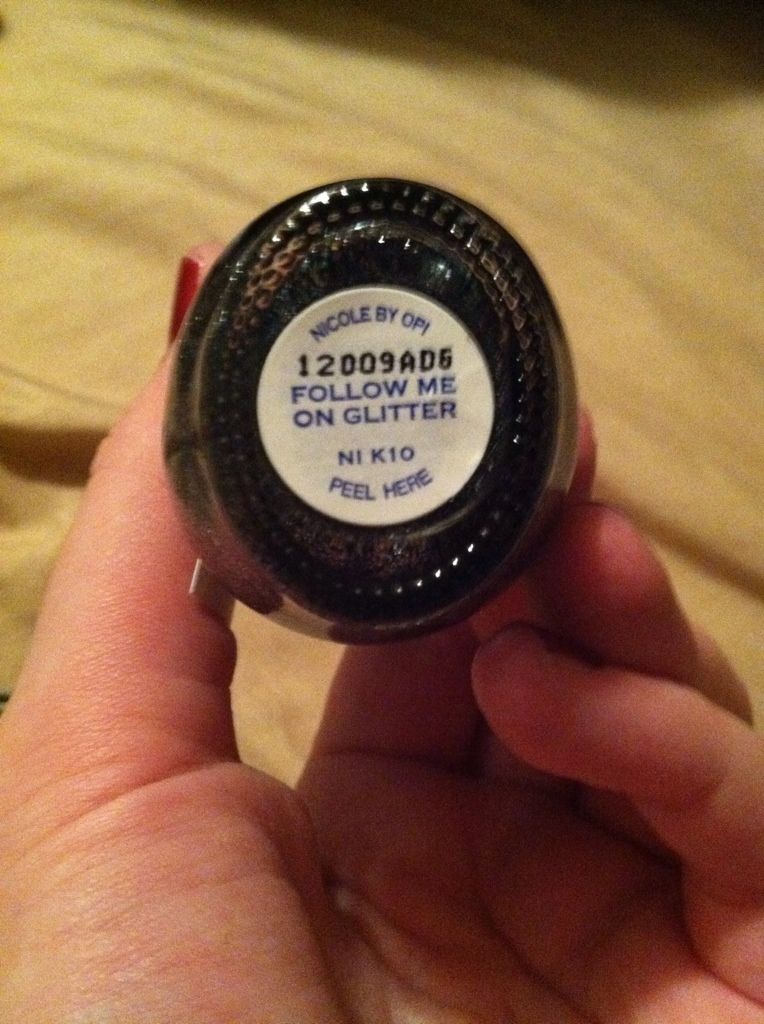 NICOLE BY OPI
12009AD6
FOLLOW ME
ON GLITTER
NI K10
PEEL HERE